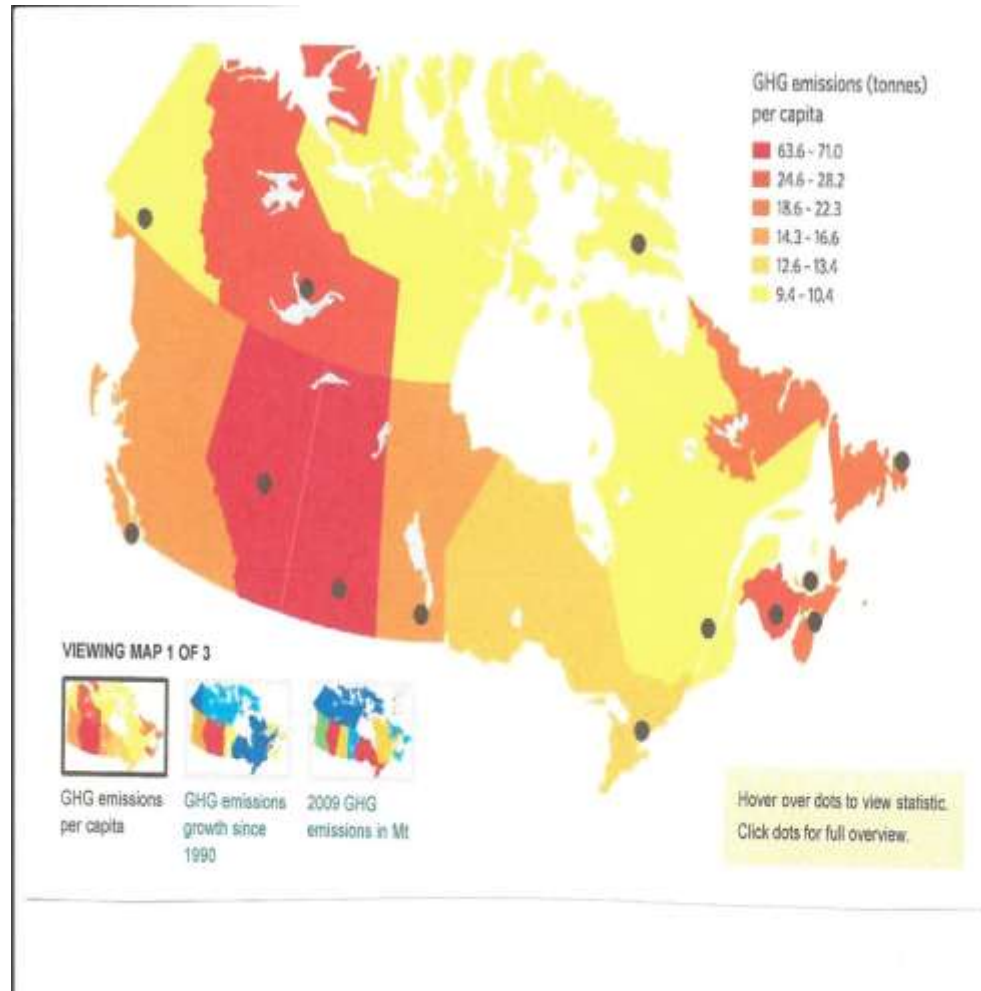 GHG emissions (tonnes)
per capita
63.6 - 71.0
24.6 - 28.2
18.6 - 22.3
14.3 - 16.6
12.6 - 13.4
9.4 - 10.4
VIEWING MAP 1 OF 3
GHG emissions
per capita
GHG emissions
growth since
1990
2009 GHG
emissions in Mt
Hover over dots to view statistic.
Click dots for full overview.